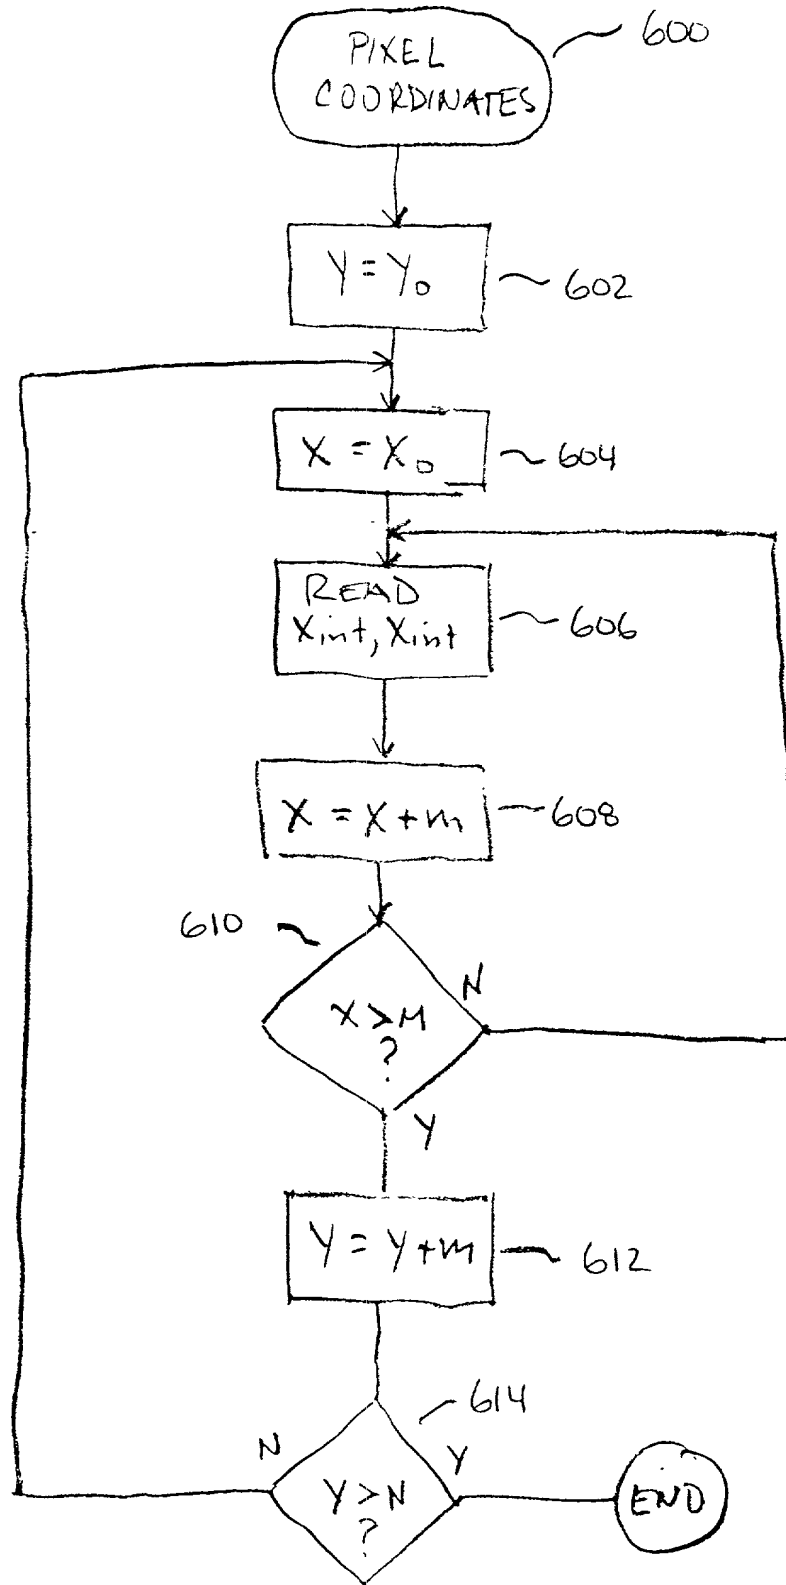 PIXEL
COORDINATES
600
Y = Y₀
602
X = X₀
604
READ
Xint, Xint
606
X = X + m
608
610
X > M
?
N
Y
Y = Y + m
612
614
N
Y > N
?
Y
END